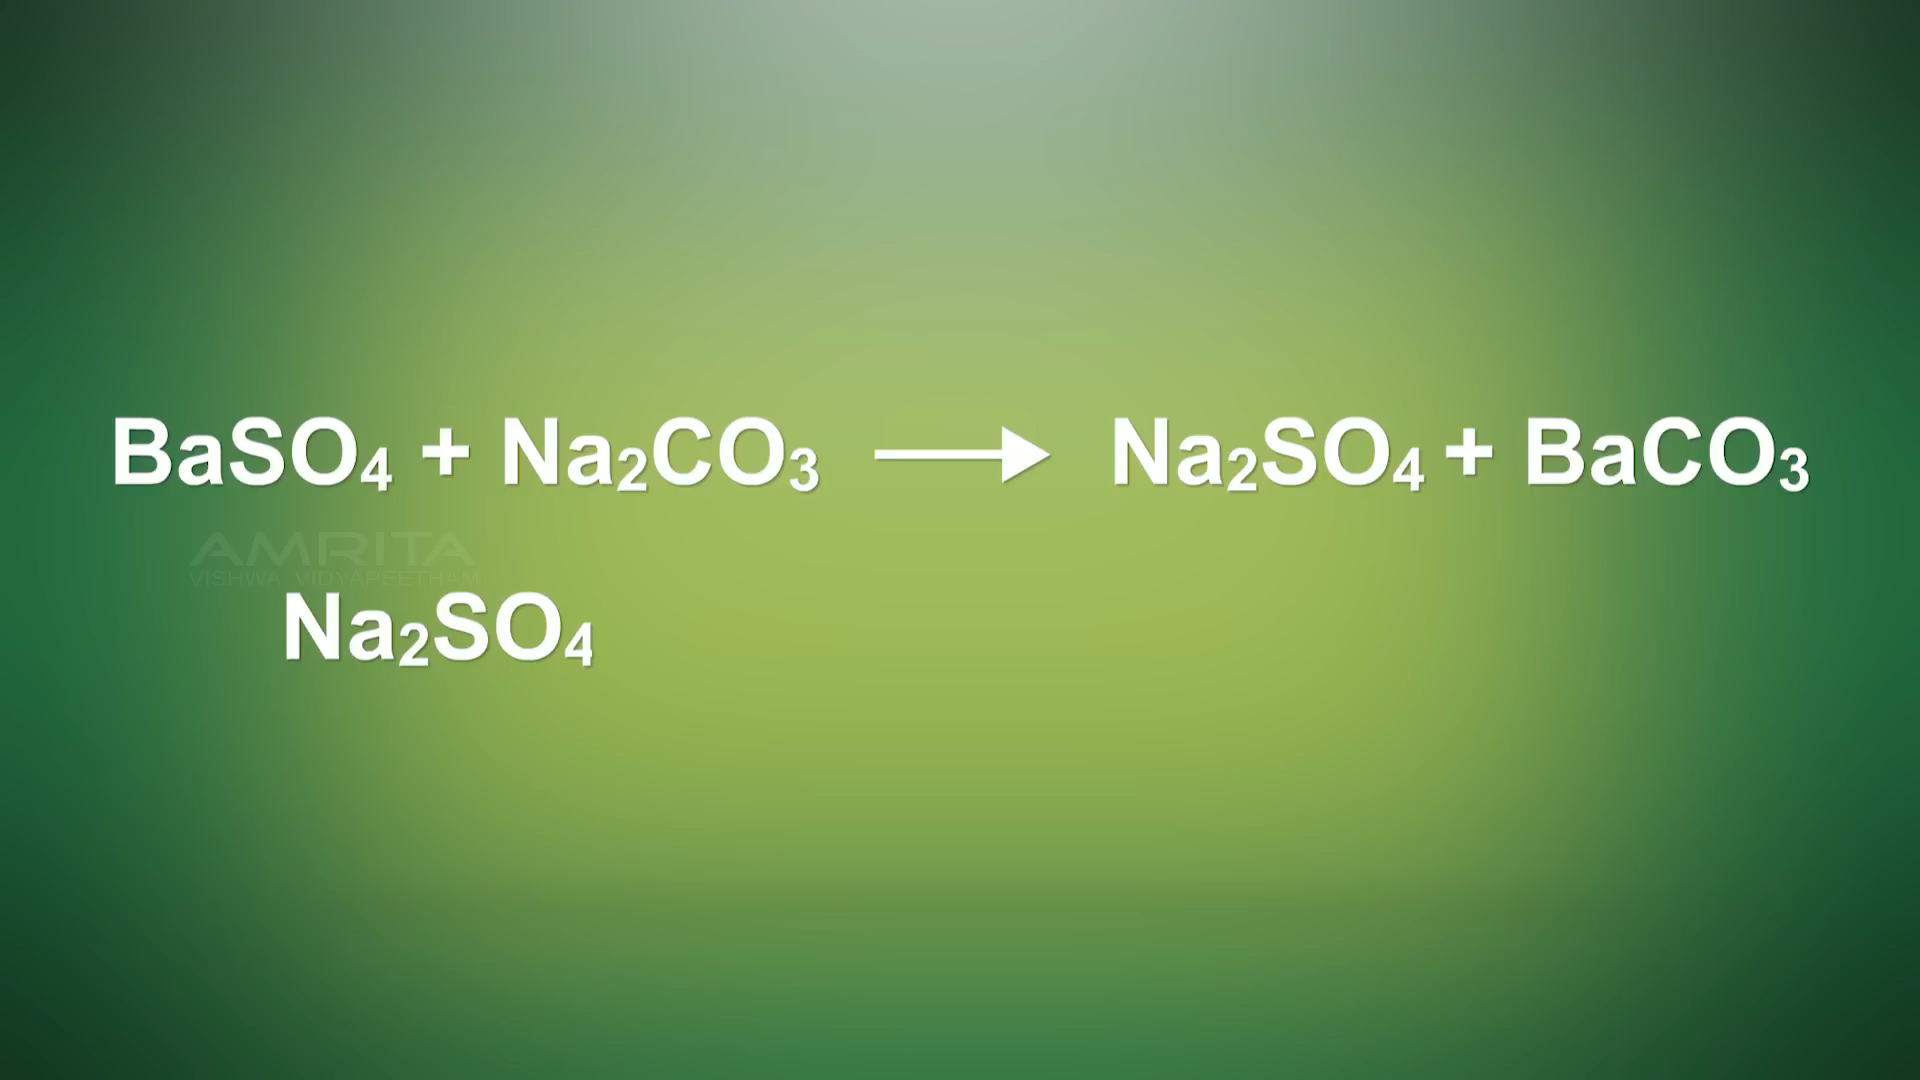 BaSO₄ + Na₂CO₃ ⟶ Na₂SO₄ + BaCO₃
AMRITA
VISHWA VIDYAPEETHAM
Na₂SO₄